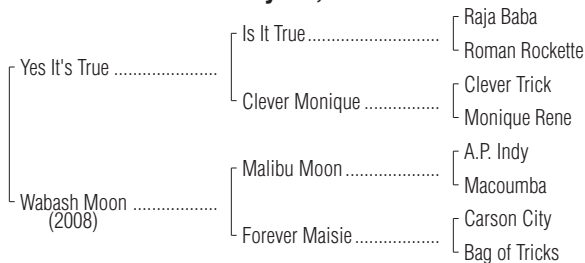 Raja Baba
Is It True
Roman Rockette
Yes It's True
Clever Trick
Clever Monique
Monique Rene
A.P. Indy
Malibu Moon
Macoumba
Wabash Moon
(2008)
Carson City
Forever Maisie
Bag of Tricks